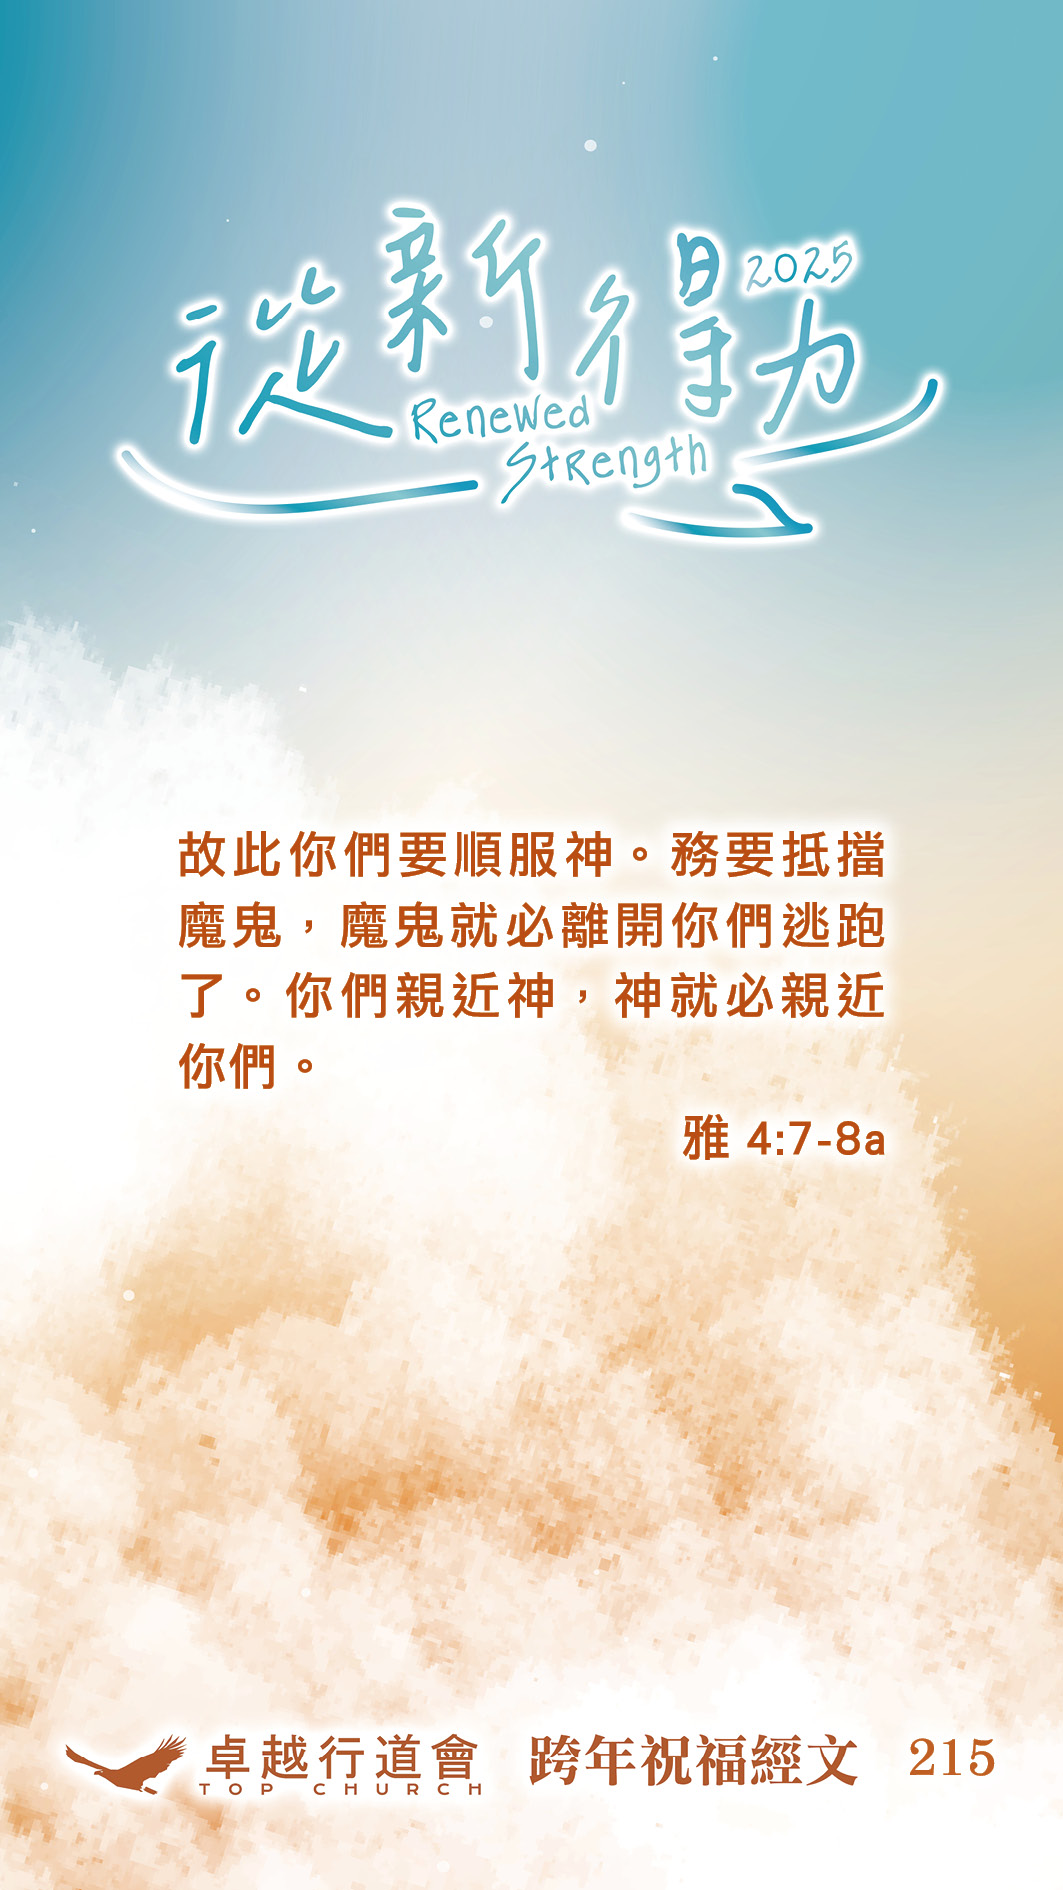 從新得力 2025
Renewed
Strength
故此你們要順服神。務要抵擋
魔鬼，魔鬼就必離開你們逃跑
了。你們親近神，神就必親近
你們。
雅 4:7-8a
卓越行道會 跨年祝福經文 215
TOP CHURCH